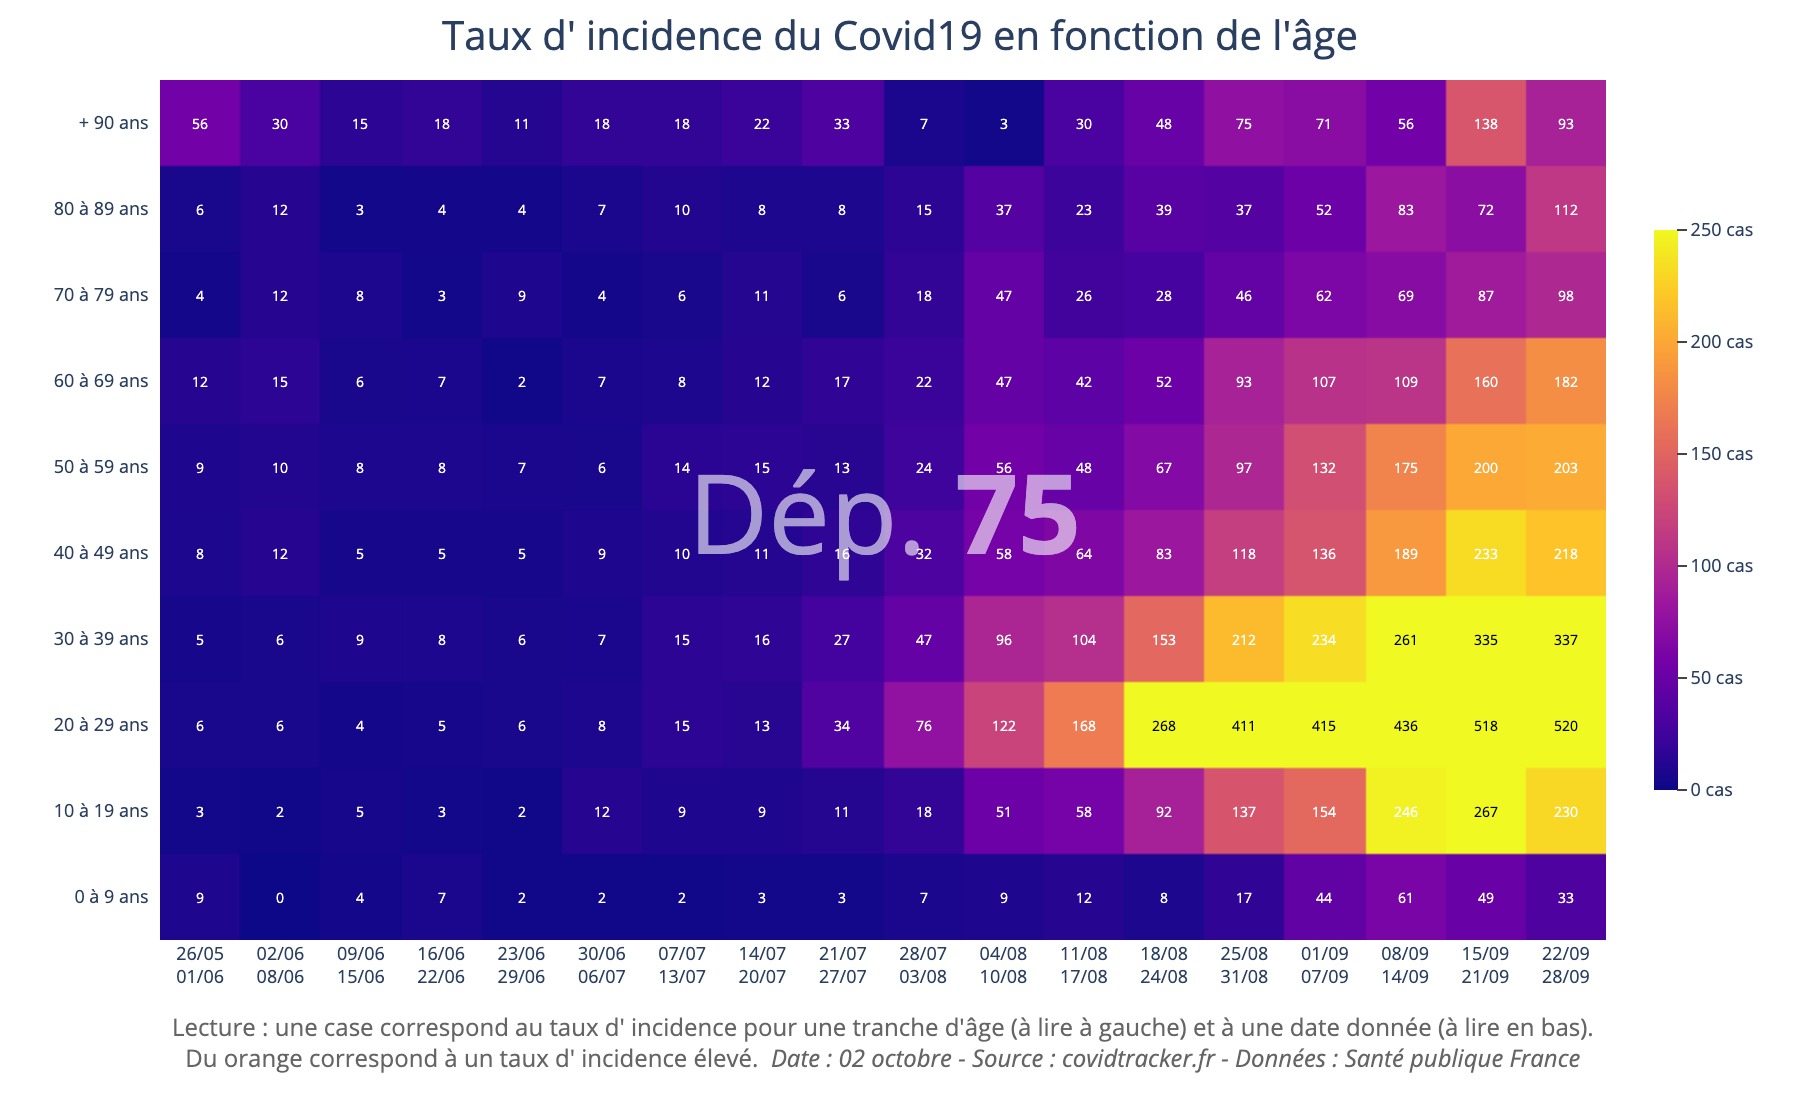 Taux d' incidence du Covid19 en fonction de l'âge
+ 90 ans 56 30 15 18 11 18 18 22 33 7 3 30 48 75 71 56 138 93
80 à 89 ans 6 12 3 4 4 7 10 8 8 15 37 23 39 37 52 83 72 112
250 cas
70 à 79 ans 4 12 8 3 9 4 6 11 6 18 47 26 28 46 62 69 87 98
200 cas
60 à 69 ans 12 15 6 7 2 7 8 12 17 22 47 42 52 93 107 109 160 182
150 cas
50 à 59 ans 9 10 8 8 7 6 14 15 13 24 56 48 67 97 132 175 200 203
Dép. 75
40 à 49 ans 8 12 5 5 5 9 10 11 16 32 58 64 83 118 136 189 233 218
100 cas
30 à 39 ans 5 6 9 8 6 7 15 16 27 47 96 104 153 212 234 261 335 337
50 cas
20 à 29 ans 6 6 4 5 6 8 15 13 34 76 122 168 268 411 415 436 518 520
0 cas
10 à 19 ans 3 2 5 3 2 12 9 9 11 18 51 58 92 137 154 246 267 230
0 à 9 ans 9 0 4 7 2 2 2 3 3 7 9 12 8 17 44 61 49 33
26/05 02/06 09/06 16/06 23/06 30/06 07/07 14/07 21/07 28/07 04/08 11/08 18/08 25/08 01/09 08/09 15/09 22/09
01/06 08/06 15/06 22/06 29/06 06/07 13/07 20/07 27/07 03/08 10/08 17/08 24/08 31/08 07/09 14/09 21/09 28/09
Lecture : une case correspond au taux d' incidence pour une tranche d'âge (à lire à gauche) et à une date donnée (à lire en bas).
Du orange correspond à un taux d' incidence élevé. Date : 02 octobre - Source : covidtracker.fr - Données : Santé publique France